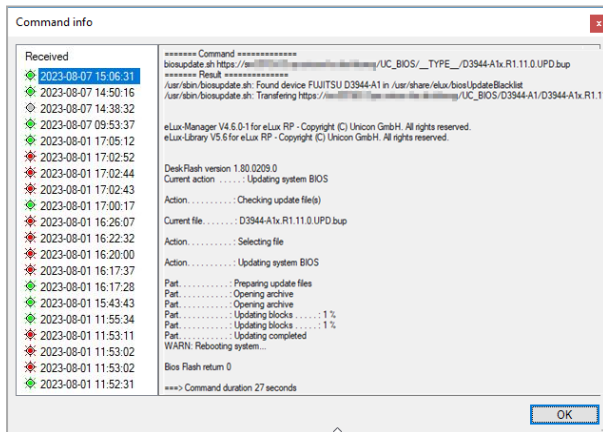 Command info
x
Received
2023-08-07 15:06:31
2023-08-07 14:50:16
2023-08-07 14:38:32
2023-08-07 09:53:37
2023-08-01 17:05:12
2023-08-01 17:02:52
2023-08-01 17:02:44
2023-08-01 17:02:43
2023-08-01 17:00:17
2023-08-01 16:26:07
2023-08-01 16:22:32
2023-08-01 16:20:00
2023-08-01 16:17:37
2023-08-01 16:17:28
2023-08-01 15:43:43
2023-08-01 11:55:34
2023-08-01 11:53:11
2023-08-01 11:53:02
2023-08-01 11:53:02
2023-08-01 11:52:31
======= Command =============
biosupdate.sh https:// /UC_BIOS/__TYPE__/D3944-A1x.R1.11.0.UPD.bup
======= Result ==============
/usr/sbin/biosupdate.sh: Found device FUJITSU D3944-A1 in /usr/share/elux/biosUpdateBlacklist
/usr/sbin/biosupdate.sh: Transfering https:// /UC_BIOS/D3944-A1/D3944-A1x.R1.1
eLux-Manager V4.6.0-1 for eLux RP - Copyright (C) Unicon GmbH. All rights reserved.
eLux-Library V5.6 for eLux RP - Copyright (C) Unicon GmbH. All rights reserved.
DeskFlash version 1.80.0209.0
Current action . . . . . : Updating system BIOS
Action. . . . . . . . . . : Checking update file(s)
Current file. . . . . . . : D3944-A1x.R1.11.0.UPD.bup
Action. . . . . . . . . . : Selecting file
Action. . . . . . . . . . : Updating system BIOS
Part. . . . . . . . . . . : Preparing update files
Part. . . . . . . . . . . : Opening archive
Part. . . . . . . . . . . : Opening archive
Part. . . . . . . . . . . : Updating blocks . . . . . : 1 %
Part. . . . . . . . . . . : Updating blocks . . . . . : 1 %
Part. . . . . . . . . . . : Updating completed
WARN: Rebooting system...
Bios Flash return 0
===> Command duration 27 seconds
OK